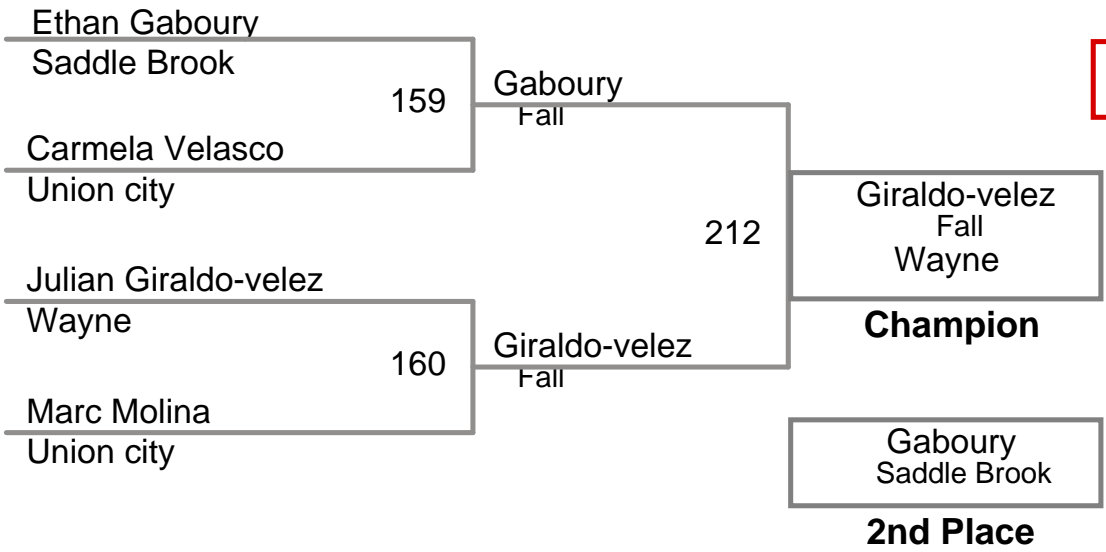 Ethan Gaboury
Saddle Brook
159
Carmela Velasco
Union city
Gaboury
Fall
Julian Giraldo-velez
Wayne
160
Marc Molina
Union city
Giraldo-velez
Fall
212
Giraldo-velez
Fall
Wayne
Champion
Gaboury
Saddle Brook
2nd Place